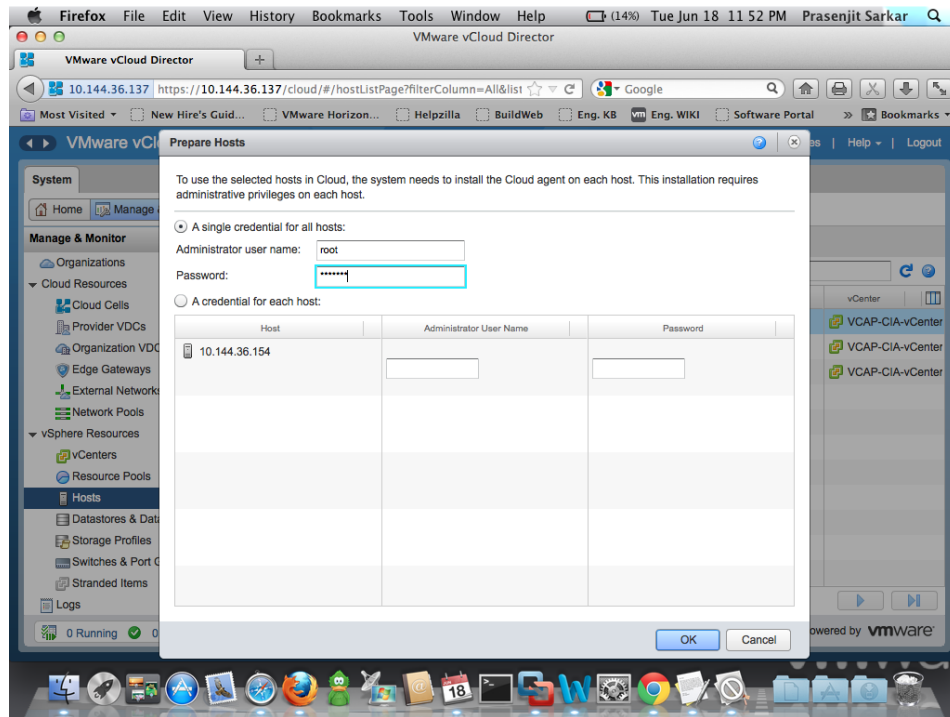 Firefox File Edit View History Bookmarks Tools Window Help (14%) Tue Jun 18 11 52 PM Prasenjit Sarkar
VMware vCloud Director
VMware vCloud Director +
10.144.36.137 https://10.144.36.137/cloud/#/hostListPage?filterColumn=All&list Google
Most Visited New Hire's Guid... VMware Horizon... Helpzilla BuildWeb Eng. KB vm Eng. WIKI Software Portal » Bookmarks
VMware vCl
Prepare Hosts
es | Help | Logout
System
Home Manage
Manage & Monitor
Organizations
Cloud Resources
Cloud Cells
Provider VDCs
Organization VDC
Edge Gateways
External Networks
Network Pools
vSphere Resources
vCenters
Resource Pools
Hosts
Datastores & Data
Storage Profiles
Switches & Port G
Stranded Items
Logs
0 Running 0
To use the selected hosts in Cloud, the system needs to install the Cloud agent on each host. This installation requires
administrative privileges on each host.
A single credential for all hosts:
Administrator user name: root
Password: •••••••
A credential for each host:
Host Administrator User Name Password
10.144.36.154
OK Cancel
vCenter
VCAP-CIA-vCenter
VCAP-CIA-vCenter
VCAP-CIA-vCenter
owered by vmware
18